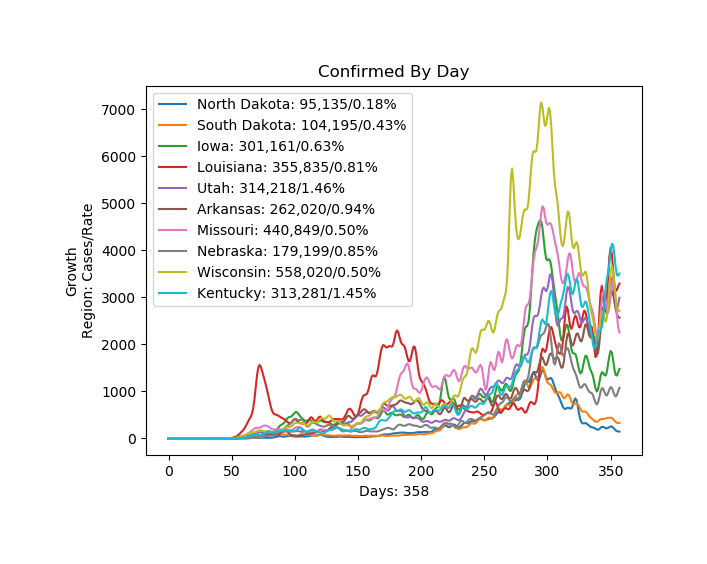 Confirmed By Day
Growth
Region: Cases/Rate
7000
6000
5000
4000
3000
2000
1000
0
North Dakota: 95,135/0.18%
South Dakota: 104,195/0.43%
Iowa: 301,161/0.63%
Louisiana: 355,835/0.81%
Utah: 314,218/1.46%
Arkansas: 262,020/0.94%
Missouri: 440,849/0.50%
Nebraska: 179,199/0.85%
Wisconsin: 558,020/0.50%
Kentucky: 313,281/1.45%
0 50 100 150 200 250 300 350
Days: 358